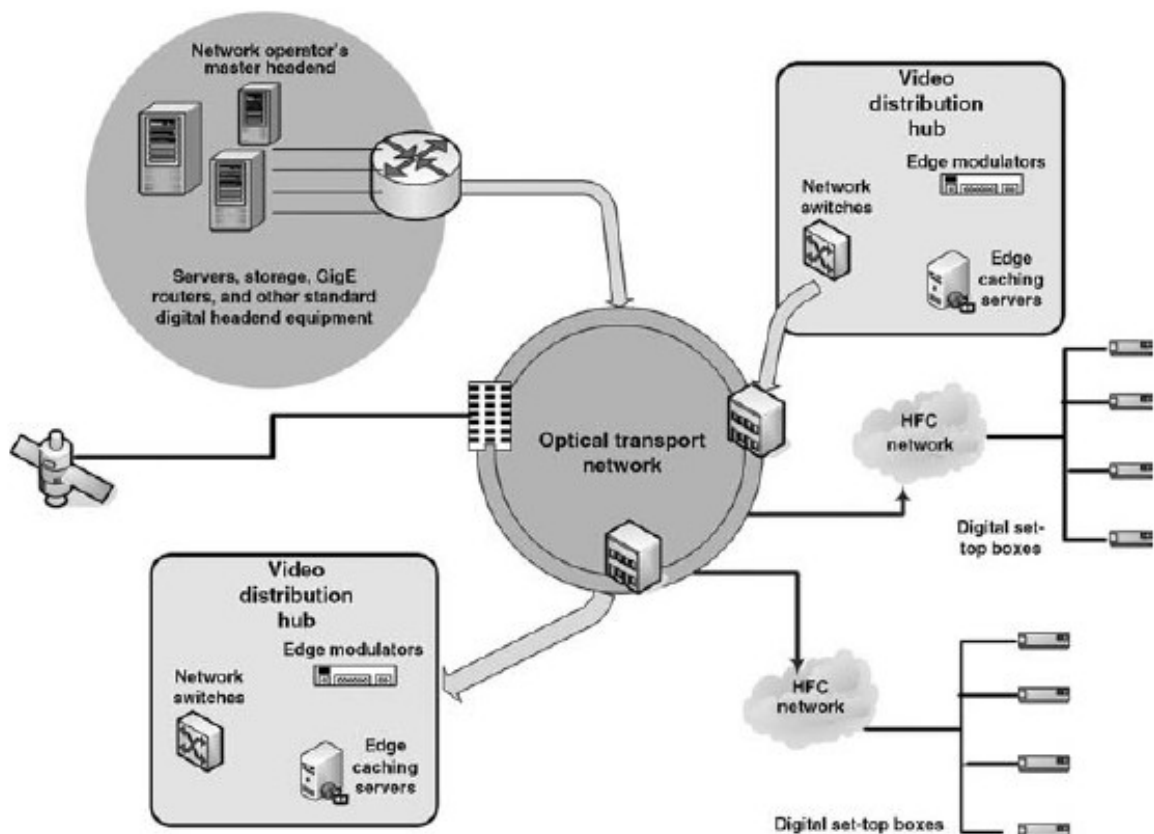 Network operator's
master headend
Servers, storage, GigE
routers, and other standard
digital headend equipment
Video
distribution
hub
Edge modulators
Network
switches
Edge
caching
servers
Optical transport
network
HFC
network
Digital set-
top boxes
Video
distribution
hub
Edge modulators
Network
switches
Edge
caching
servers
HFC
network
Digital set-top boxes